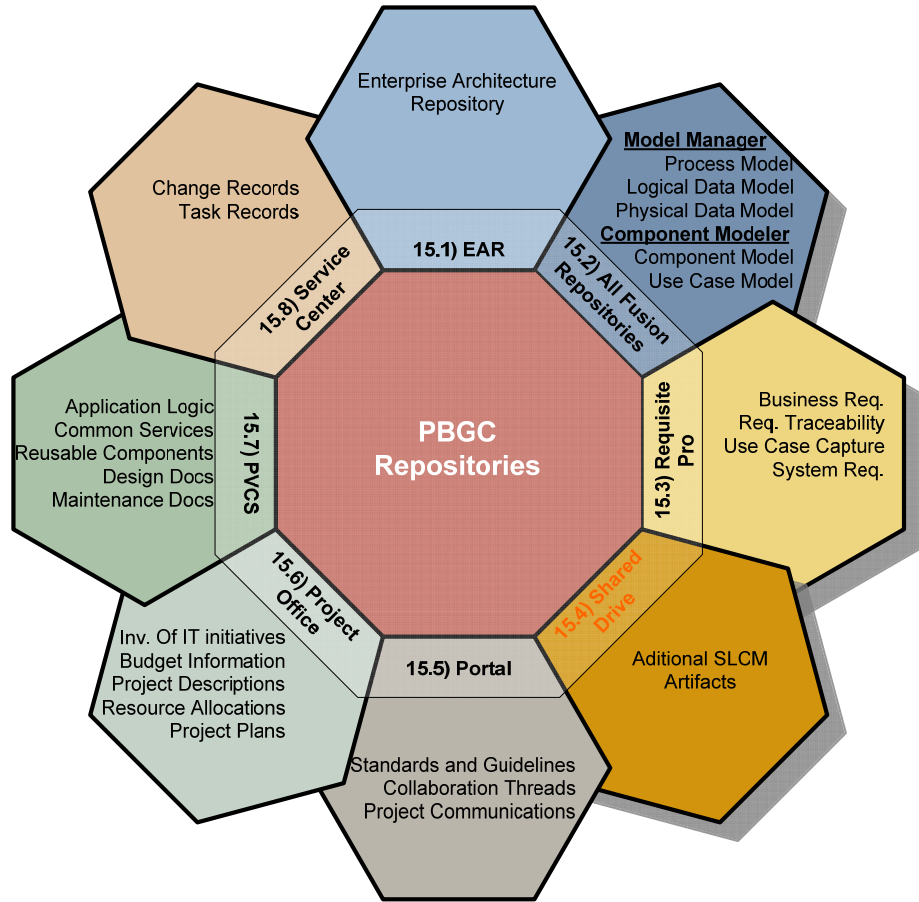 Enterprise Architecture
Repository
15.1) EAR
Model Manager
Process Model
Logical Data Model
Physical Data Model
Component Modeler
Component Model
Use Case Model
15.2) All Fusion
Repositories
Business Req.
Req. Traceability
Use Case Capture
System Req.
15.3) Requisite
Pro
Aditional SLCM
Artifacts
15.4) Shared
Drive
Standards and Guidelines
Collaboration Threads
Project Communications
15.5) Portal
Inv. Of IT initiatives
Budget Information
Project Descriptions
Resource Allocations
Project Plans
15.6) Project
Office
Application Logic
Common Services
Reusable Components
Design Docs
Maintenance Docs
15.7) PVCS
Change Records
Task Records
15.8) Service
Center
PBGC
Repositories